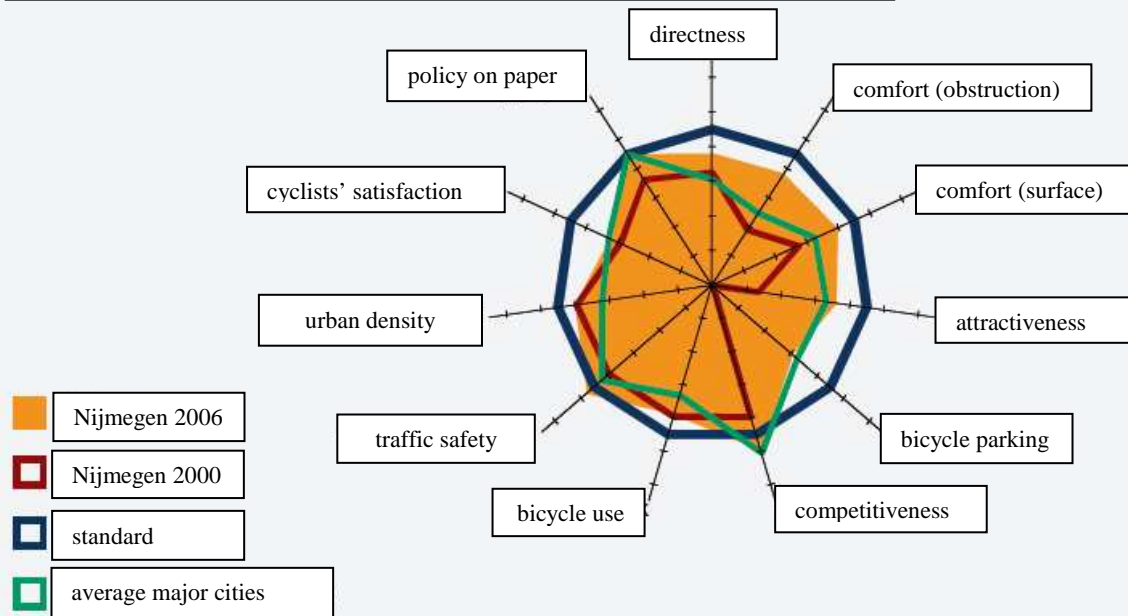 directness
policy on paper
comfort (obstruction)
cyclists' satisfaction
comfort (surface)
urban density
attractiveness
Nijmegen 2006
traffic safety
bicycle parking
Nijmegen 2000
bicycle use
competitiveness
standard
average major cities